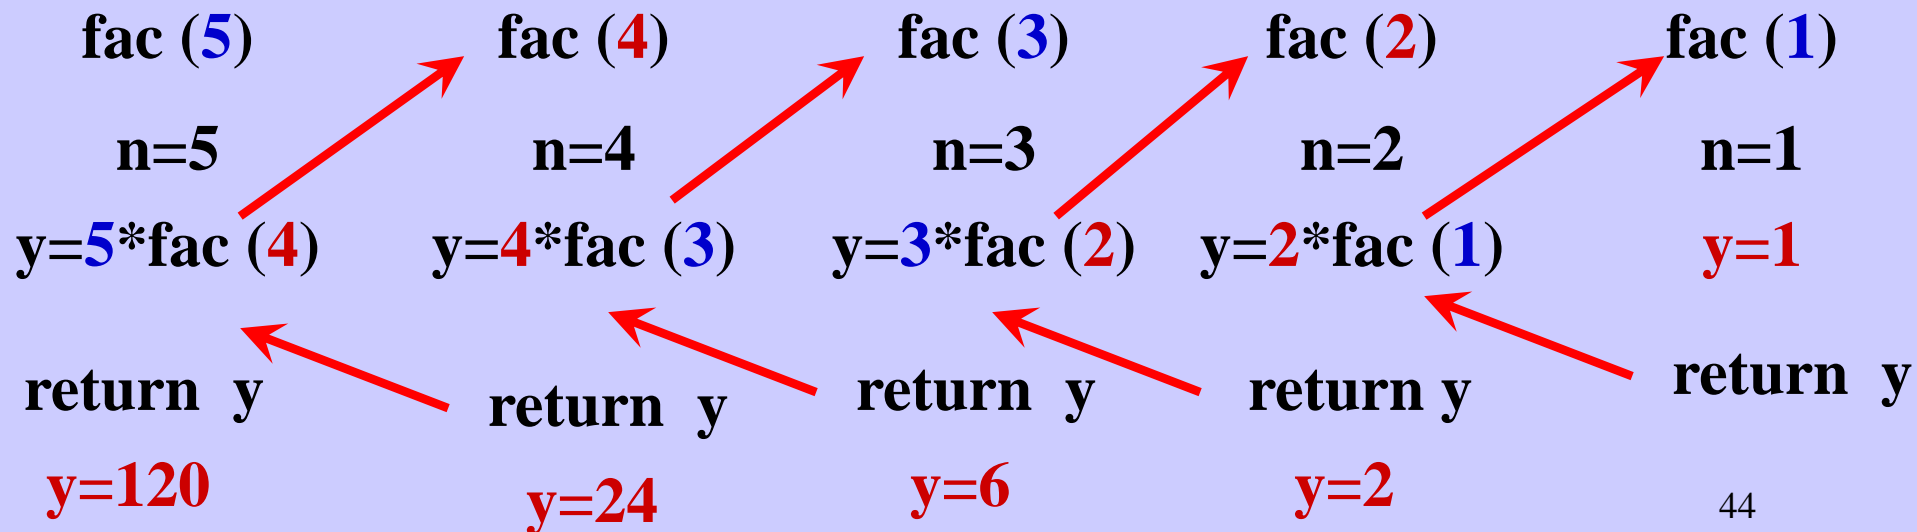 fac (5) fac (4) fac (3) fac (2) fac (1)
n=5 n=4 n=3 n=2 n=1
y=5*fac (4) y=4*fac (3) y=3*fac (2) y=2*fac (1) y=1
return y return y return y return y return y
y=120 y=24 y=6 y=2
44